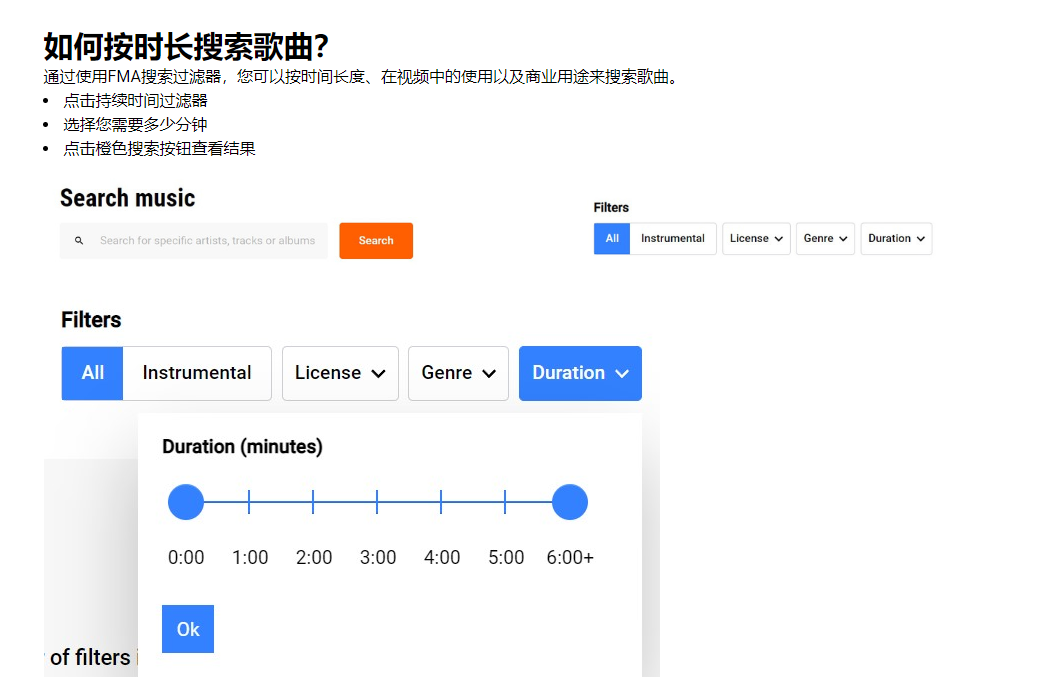 如何按时长搜索歌曲?
通过使用FMA搜索过滤器，您可以按时间长度、在视频中的使用以及商业用途来搜索歌曲。
• 点击持续时间过滤器
• 选择您需要多少分钟
• 点击橙色搜索按钮查看结果
Search music
Search for specific artists, tracks or albums
Search
Filters
All Instrumental License Genre Duration
Filters
All Instrumental License Genre Duration
Duration (minutes)
0:00 1:00 2:00 3:00 4:00 5:00 6:00+
Ok
of filters